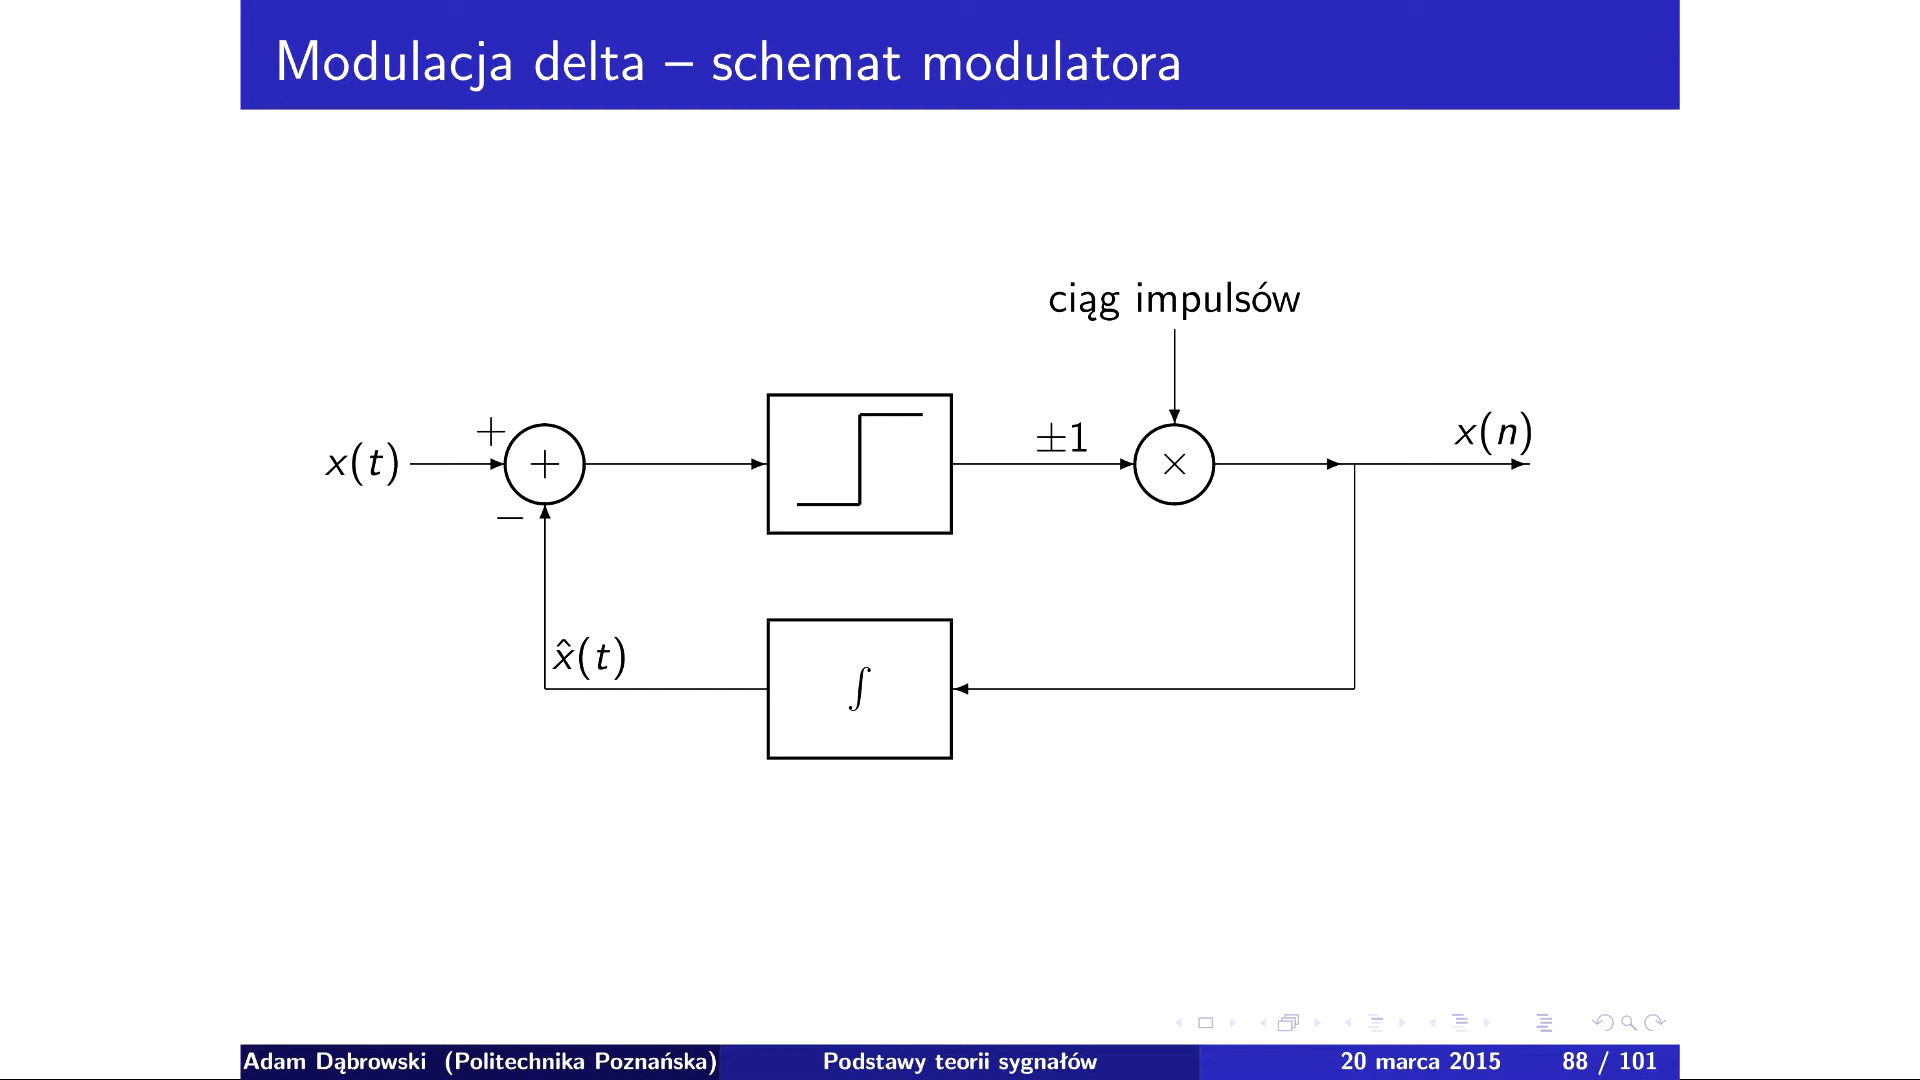 Modulacja delta – schemat modulatora
ciąg impulsów
x(t)
+
+
±1
×
x(n)
−
x̂(t)
∫
Adam Dąbrowski (Politechnika Poznańska) Podstawy teorii sygnałów 20 marca 2015 88 / 101